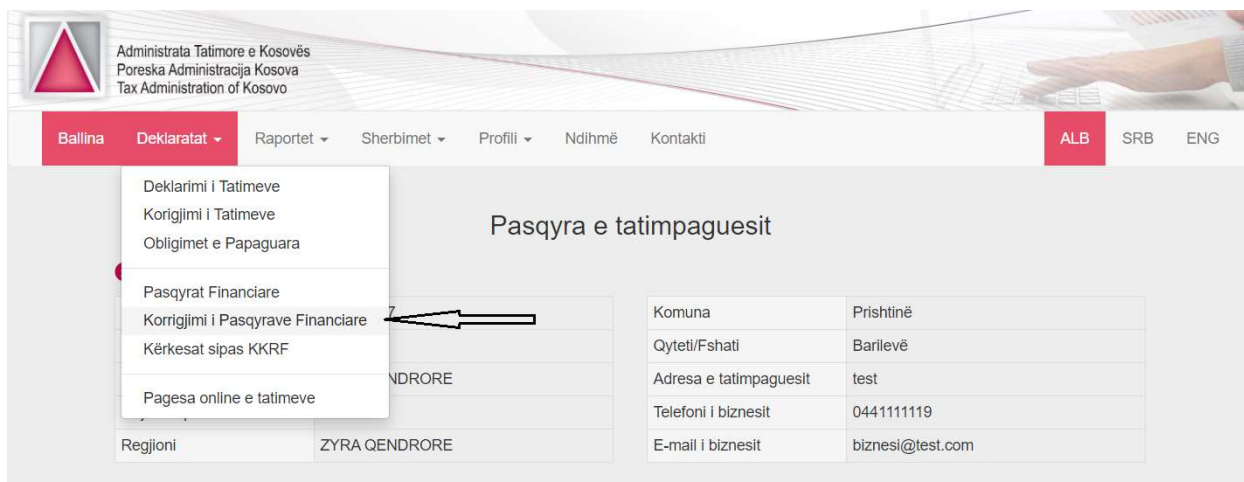 Administrata Tatimore e Kosovës
Poreska Administracija Kosova
Tax Administration of Kosovo
Ballina Deklaratat Raportet Sherbimet Profili Ndihmë Kontakti ALB SRB ENG
Deklarimi i Tatimeve
Korigjimi i Tatimeve
Obligimet e Papaguara
Pasqyra e tatimpaguesit
Pasqyrat Financiare
Korrigjimi i Pasqyrave Financiare
Kërkesat sipas KKRF
Pagesa online e tatimeve
NDRORE
Regjioni ZYRA QENDRORE
Komuna Prishtinë
Qyteti/Fshati Barilevë
Adresa e tatimpaguesit test
Telefoni i biznesit 0441111119
E-mail i biznesit biznesi@test.com